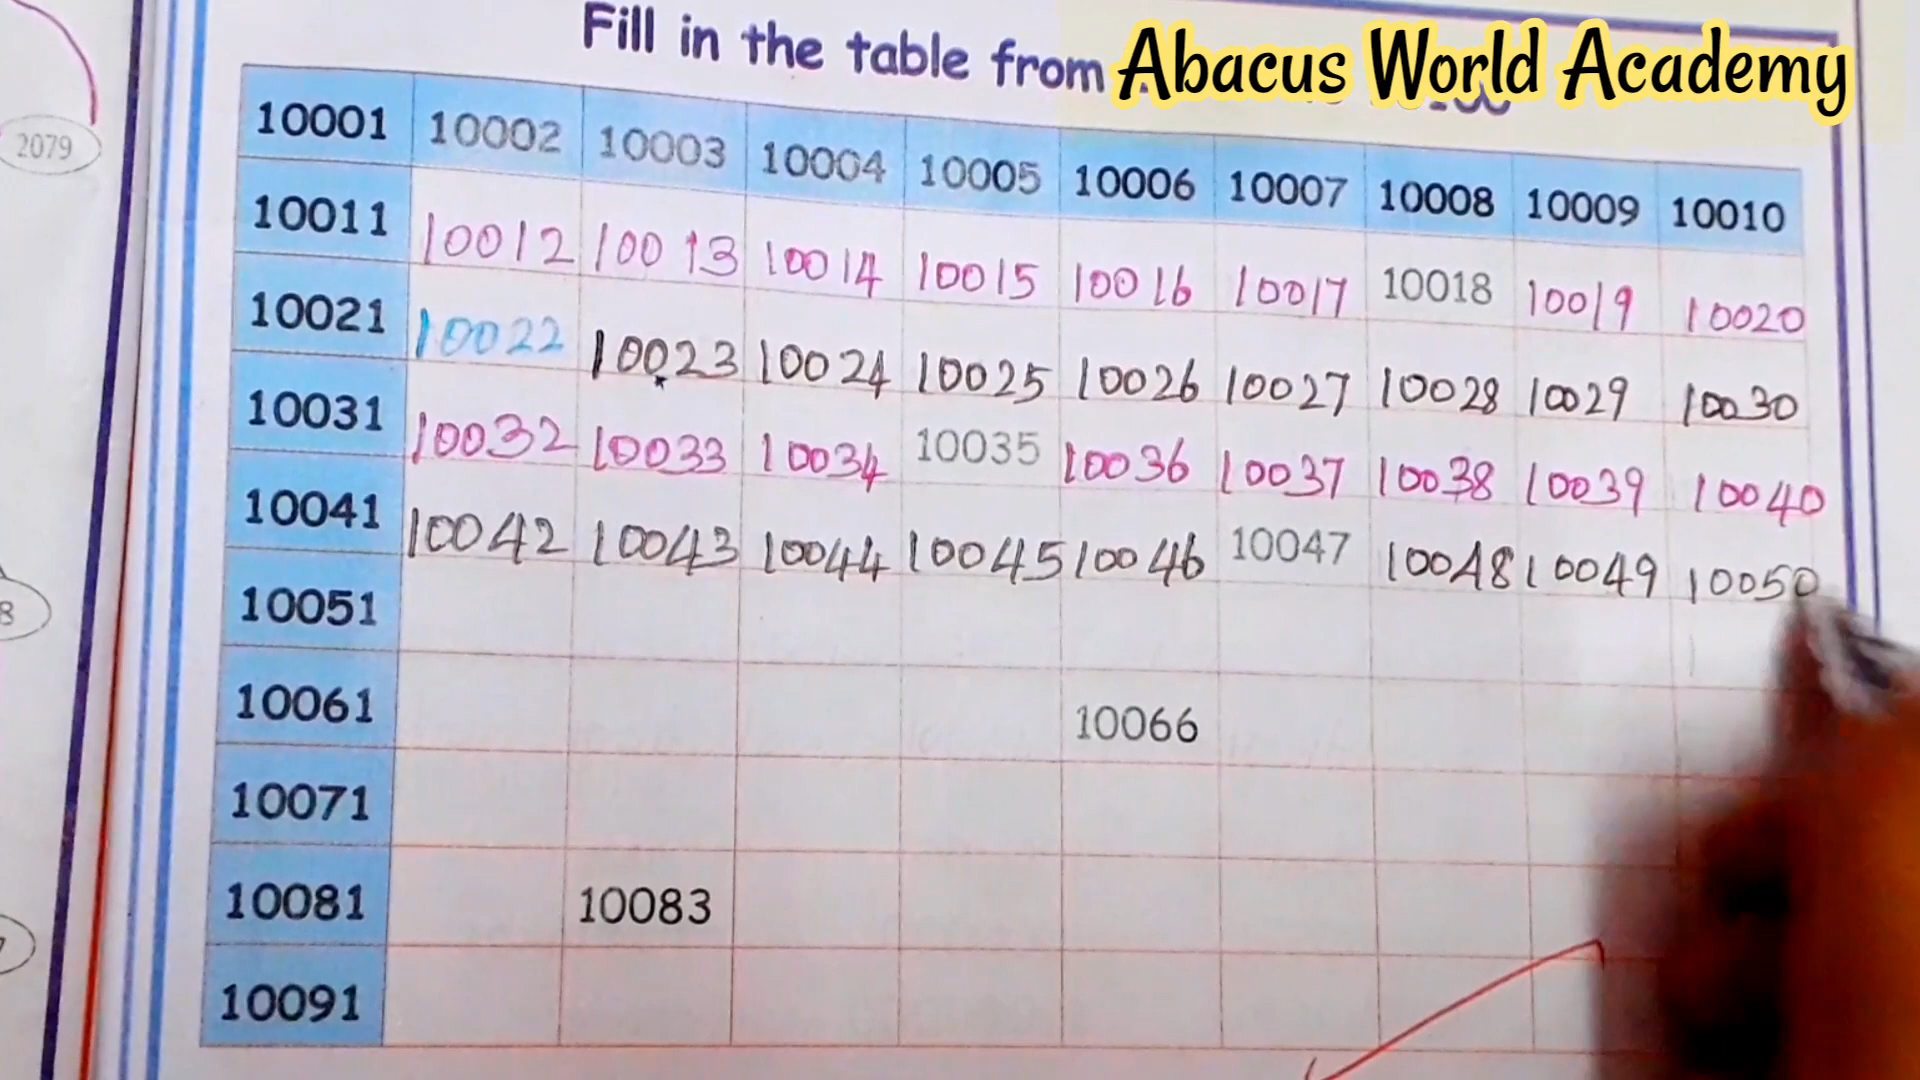 Fill in the table from
Abacus World Academy
2079
10001 10002 10003 10004 10005 10006 10007 10008 10009 10010
10011 10012 10013 10014 10015 10016 10017 10018 10019 10020
10021 10022 10023 10024 10025 10026 10027 10028 10029 10030
10031 10032 10033 10034 10035 10036 10037 10038 10039 10040
10041 10042 10043 10044 10045 10046 10047 10048 10049 10050
10051
10061 10066
10071
10081 10083
10091